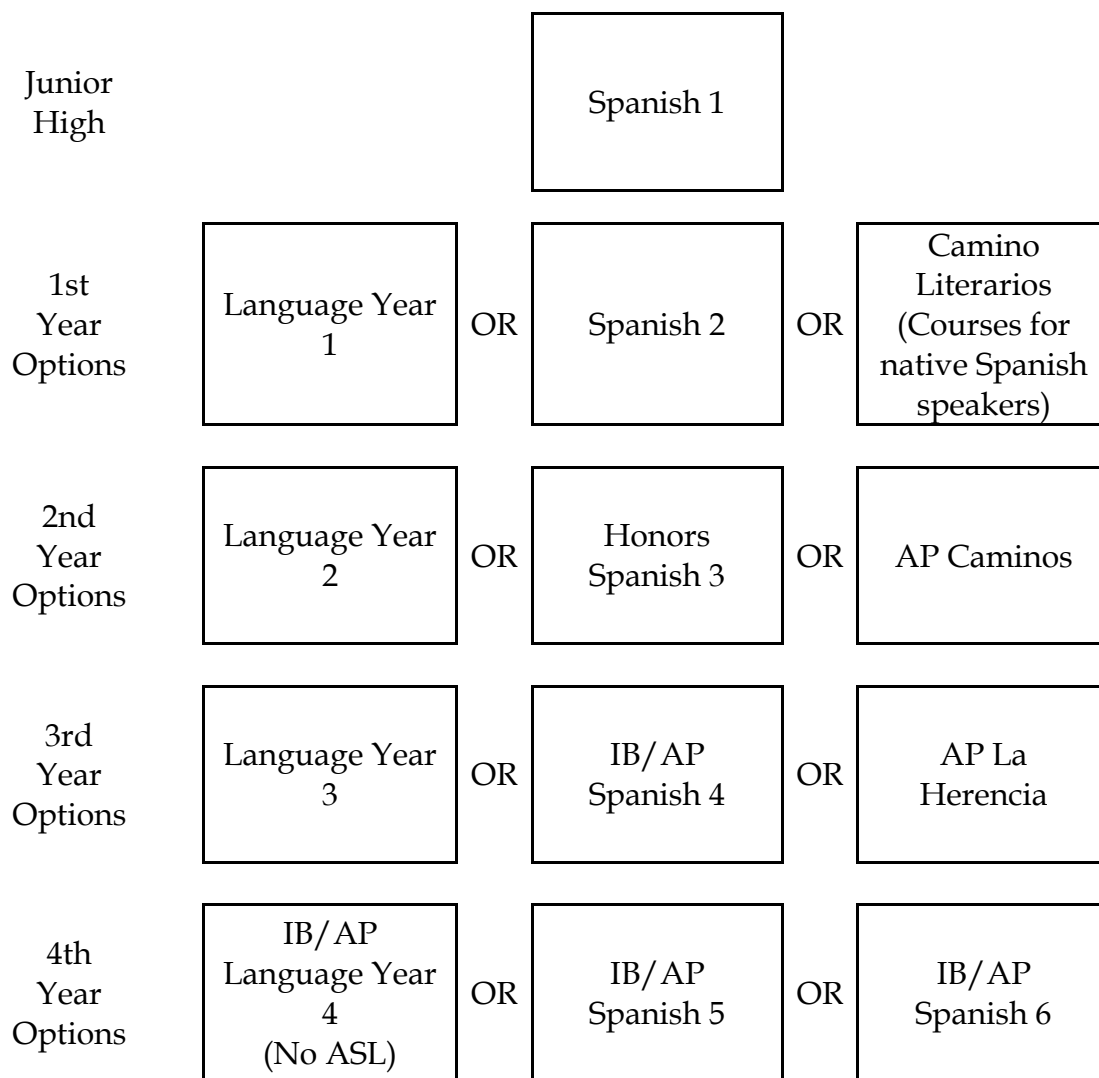 Junior
High
Spanish 1
1st
Year
Options
Language Year
1
OR
Spanish 2
OR
Camino
Literarios
(Courses for
native Spanish
speakers)
2nd
Year
Options
Language Year
2
OR
Honors
Spanish 3
OR
AP Caminos
3rd
Year
Options
Language Year
3
OR
IB/AP
Spanish 4
OR
AP La
Herencia
4th
Year
Options
IB/AP
Language Year
4
(No ASL)
OR
IB/AP
Spanish 5
OR
IB/AP
Spanish 6